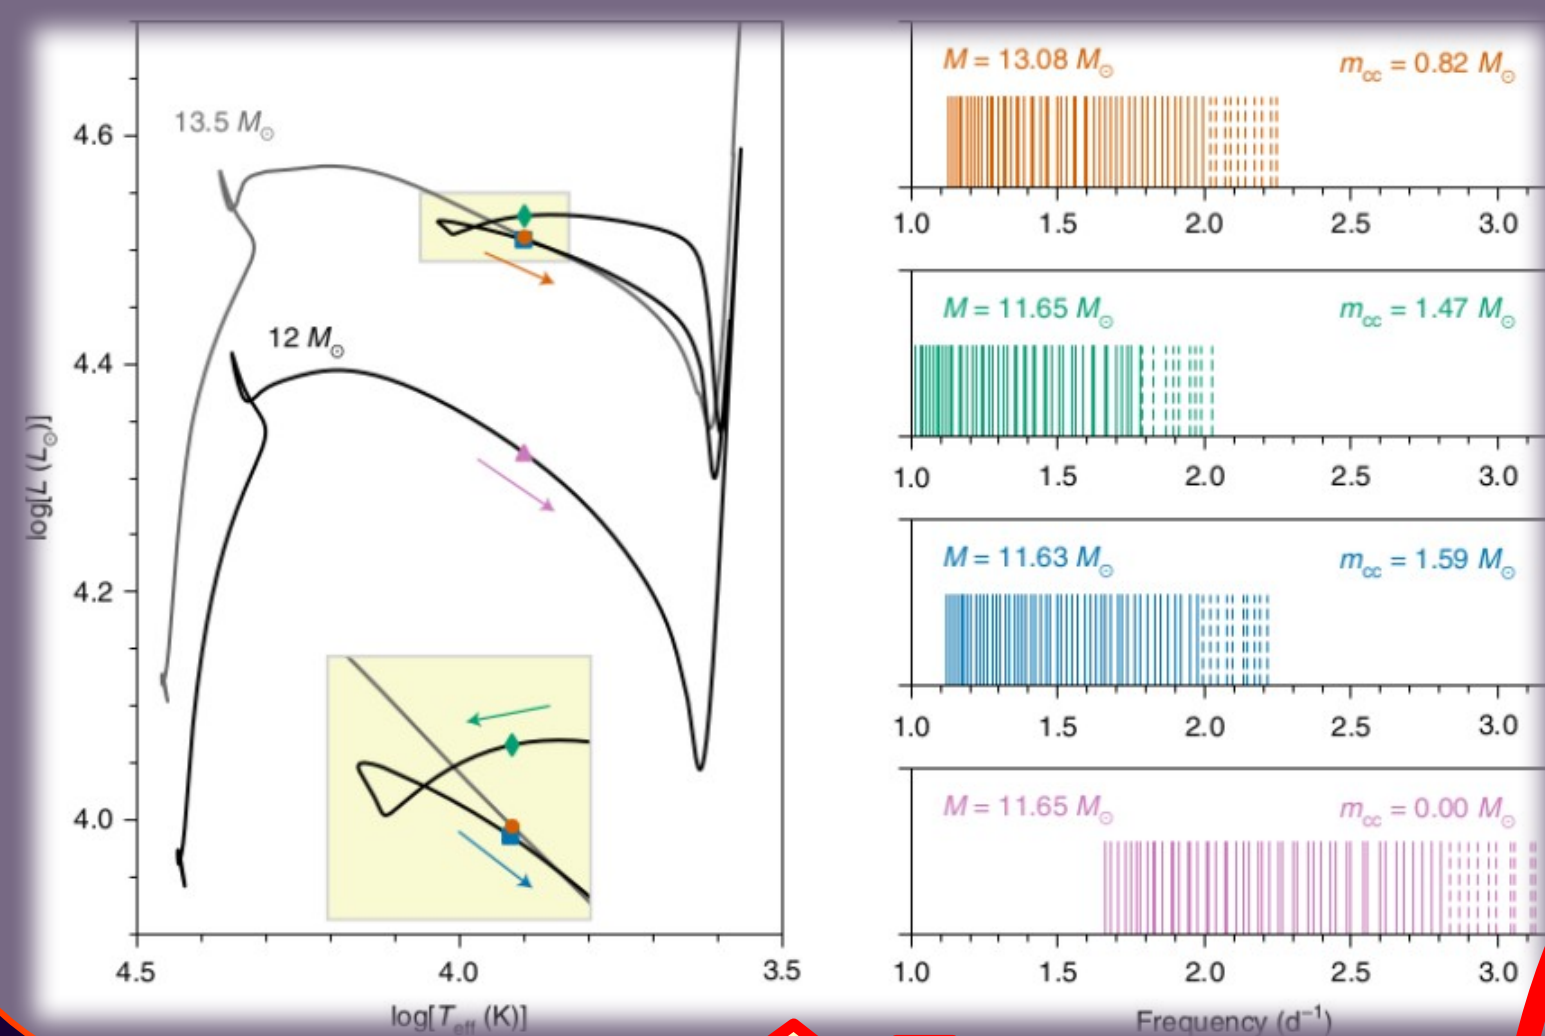 13.5 M☉
12 M☉
4.6
4.4
4.2
4.0
log[L (L☉)]
4.5 4.0 3.5
log[Teff (K)]
M = 13.08 M☉ mcc = 0.82 M☉
1.0 1.5 2.0 2.5 3.0
M = 11.65 M☉ mcc = 1.47 M☉
1.0 1.5 2.0 2.5 3.0
M = 11.63 M☉ mcc = 1.59 M☉
1.0 1.5 2.0 2.5 3.0
M = 11.65 M☉ mcc = 0.00 M☉
1.0 1.5 2.0 2.5 3.0
Frequency (d⁻¹)